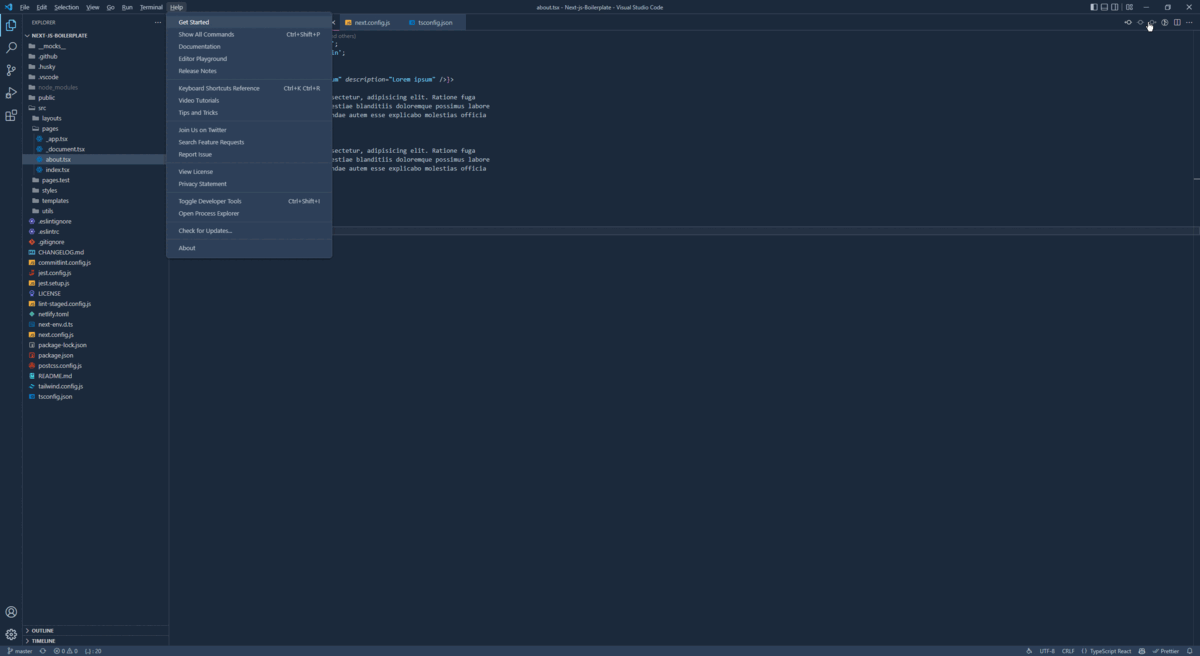 File Edit Selection View Go Run Terminal Help about.tsx - Next-js-Boilerplate - Visual Studio Code
EXPLORER
NEXT-JS-BOILERPLATE
__mocks__
.github
.husky
.vscode
node_modules
public
src
layouts
pages
_app.tsx
_document.tsx
about.tsx
index.tsx
pages.test
styles
templates
utils
.eslintignore
.eslintrc
.gitignore
CHANGELOG.md
commitlint.config.js
jest.config.js
jest.setup.js
LICENSE
lint-staged.config.js
netlify.toml
next-env.d.ts
next.config.js
package-lock.json
package.json
postcss.config.js
README.md
tailwind.config.js
tsconfig.json
OUTLINE
TIMELINE
Get Started
Show All Commands Ctrl+Shift+P
Documentation
Editor Playground
Release Notes
Keyboard Shortcuts Reference Ctrl+K Ctrl+R
Video Tutorials
Tips and Tricks
Join Us on Twitter
Search Feature Requests
Report Issue
View License
Privacy Statement
Toggle Developer Tools Ctrl+Shift+I
Open Process Explorer
Check for Updates...
About
next.config.js tsconfig.json
others)
';
n';
um" description="Lorem ipsum" />}>
sectetur, adipisicing elit. Ratione fuga
estiae blanditiis doloremque possimus labore
ndae autem esse explicabo molestias officia
sectetur, adipisicing elit. Ratione fuga
estiae blanditiis doloremque possimus labore
ndae autem esse explicabo molestias officia
master 0 0 20 UTF-8 CRLF {} TypeScript React Prettier